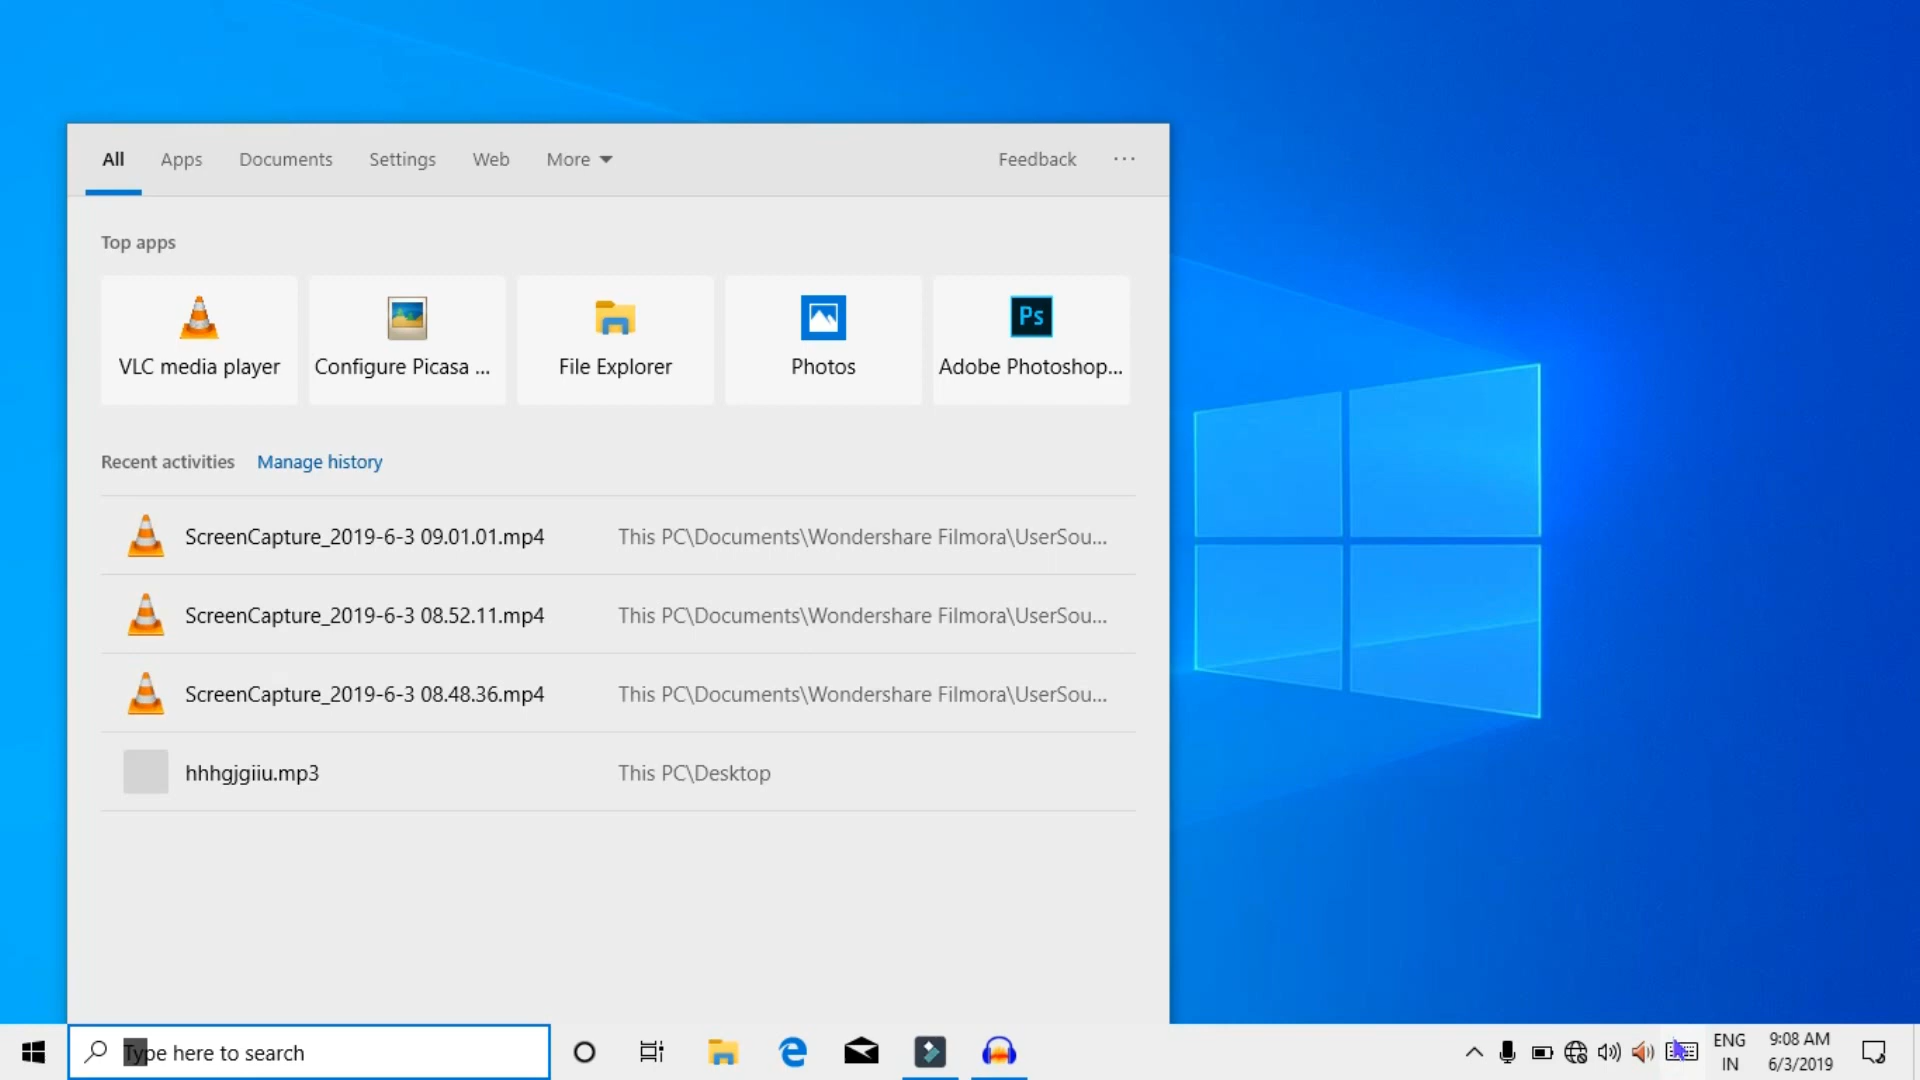 All Apps Documents Settings Web More Feedback ...
Top apps
Ps
VLC media player Configure Picasa ... File Explorer Photos Adobe Photoshop...
Recent activities Manage history
ScreenCapture_2019-6-3 09.01.01.mp4 This PC\Documents\Wondershare Filmora\UserSou...
ScreenCapture_2019-6-3 08.52.11.mp4 This PC\Documents\Wondershare Filmora\UserSou...
ScreenCapture_2019-6-3 08.48.36.mp4 This PC\Documents\Wondershare Filmora\UserSou...
hhhgjgiiu.mp3 This PC\Desktop
Type here to search
ENG 9:08 AM
IN 6/3/2019